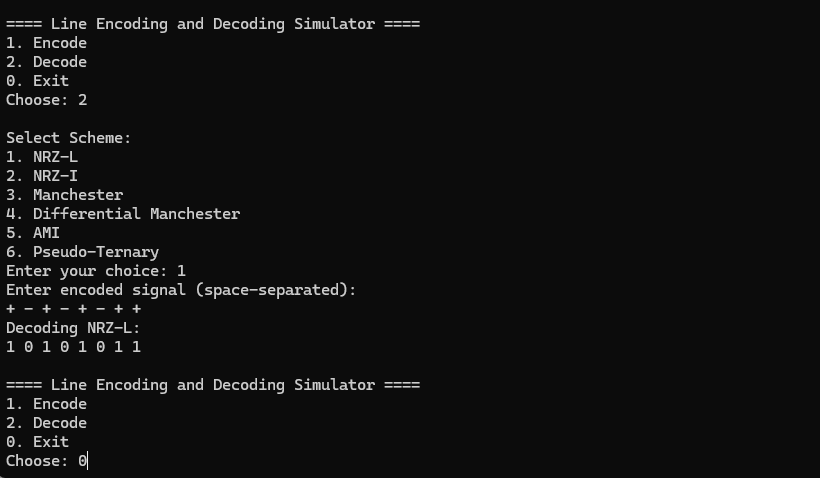 ==== Line Encoding and Decoding Simulator ====
1. Encode
2. Decode
0. Exit
Choose: 2
Select Scheme:
1. NRZ-L
2. NRZ-I
3. Manchester
4. Differential Manchester
5. AMI
6. Pseudo-Ternary
Enter your choice: 1
Enter encoded signal (space-separated):
+ - + - + - + +
Decoding NRZ-L:
1 0 1 0 1 0 1 1
==== Line Encoding and Decoding Simulator ====
1. Encode
2. Decode
0. Exit
Choose: 0